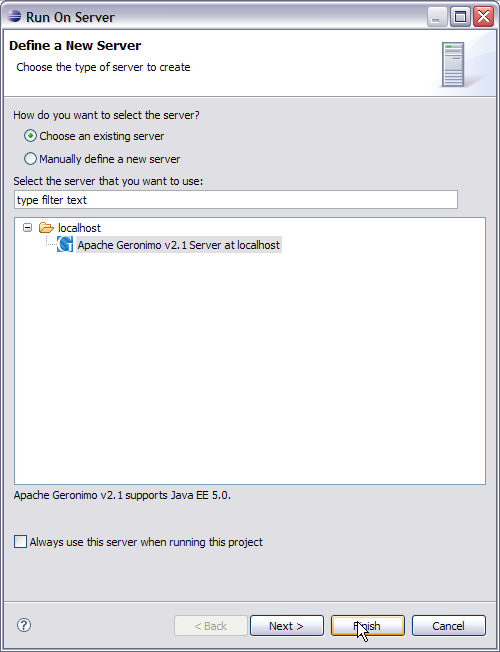 Run On Server
Define a New Server
Choose the type of server to create
How do you want to select the server?
Choose an existing server
Manually define a new server
Select the server that you want to use:
type filter text
localhost
Apache Geronimo v2.1 Server at localhost
Apache Geronimo v2.1 supports Java EE 5.0.
Always use this server when running this project
? < Back Next > Finish Cancel